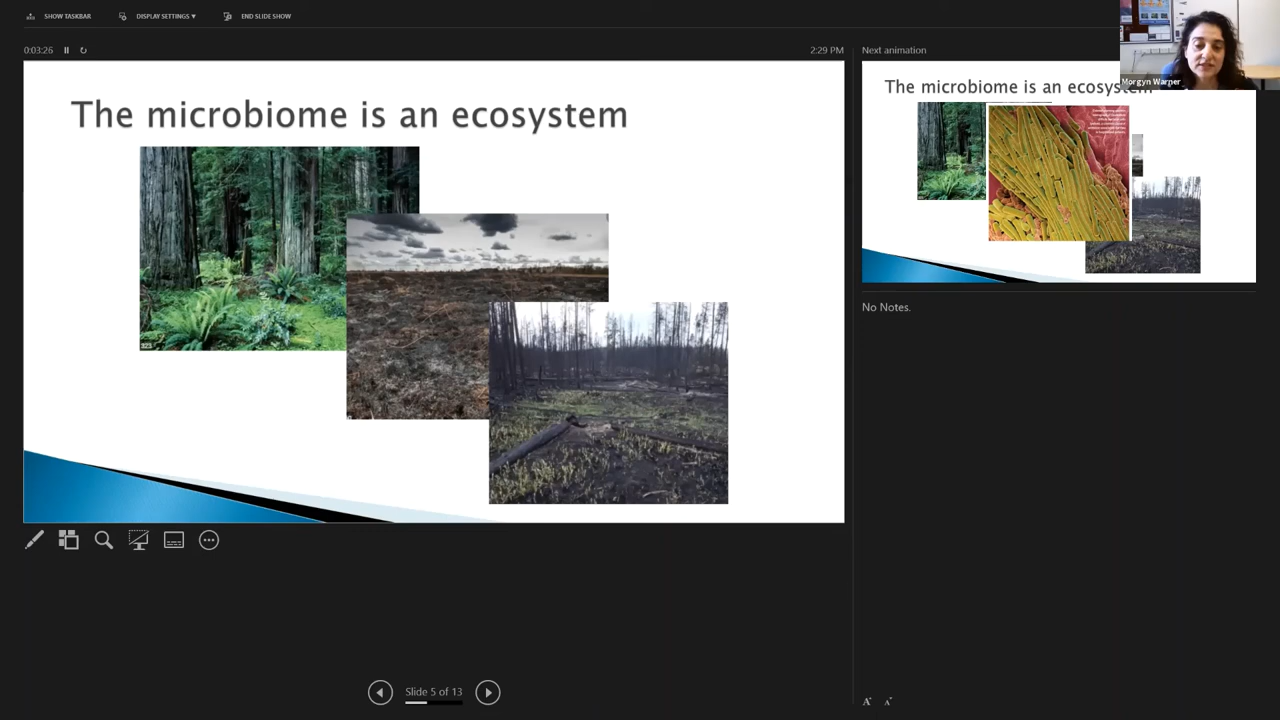 SHOW TASKBAR
DISPLAY SETTINGS ▼
END SLIDE SHOW
0:03:26
2:29 PM
Next animation
Morgyn Warner
The microbiome is an ecosystem
323
The microbiome is an ecosystem
No Notes.
Slide 5 of 13
A A